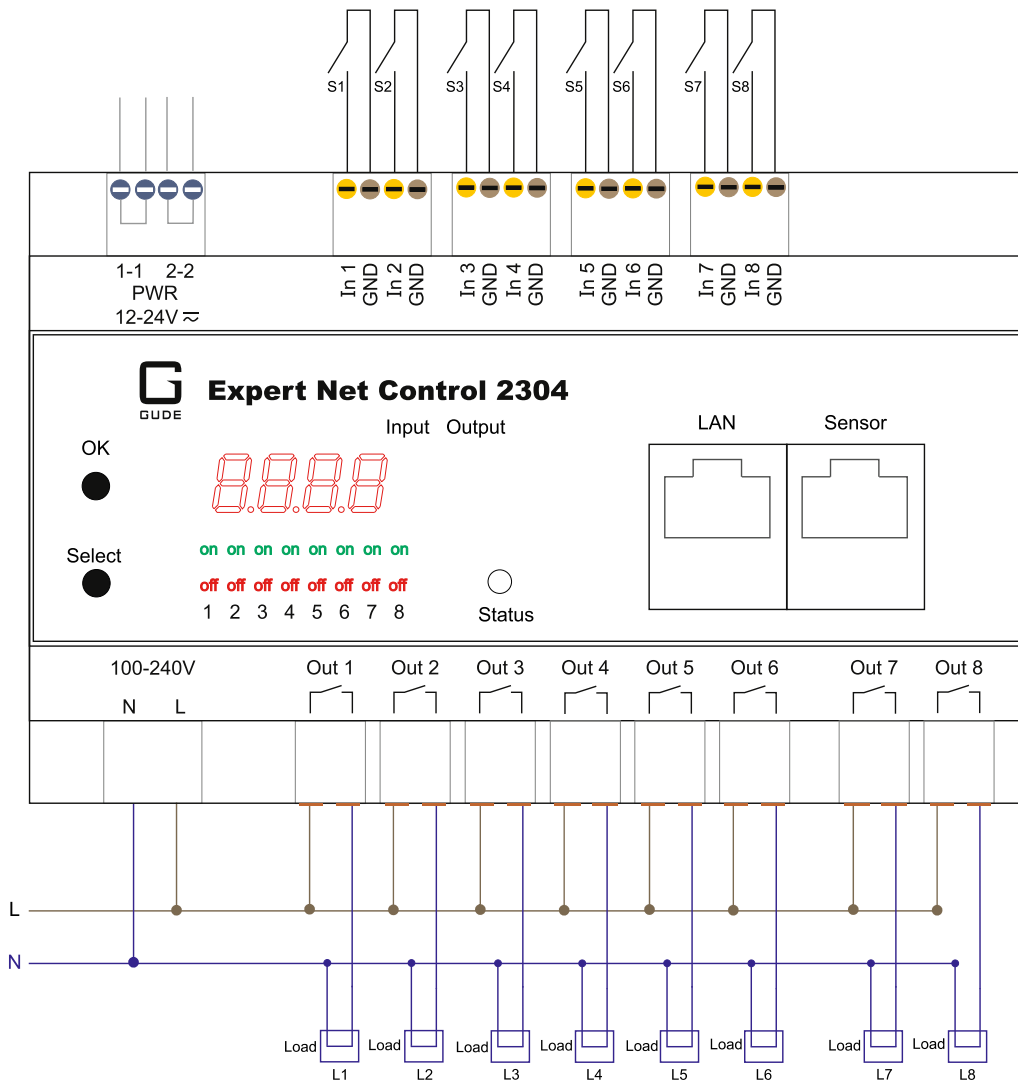 S1 S2 S3 S4 S5 S6 S7 S8
1-1 2-2
PWR
12-24V ⎓
In 1 GND In 2 GND In 3 GND In 4 GND In 5 GND In 6 GND In 7 GND In 8 GND
GUDE
Expert Net Control 2304
Input Output
LAN Sensor
OK
8.8.8.8
Select
on on on on on on on on
off off off off off off off off
1 2 3 4 5 6 7 8
Status
100-240V
N L
Out 1 Out 2 Out 3 Out 4 Out 5 Out 6 Out 7 Out 8
L
N
Load Load Load Load Load Load Load Load
L1 L2 L3 L4 L5 L6 L7 L8